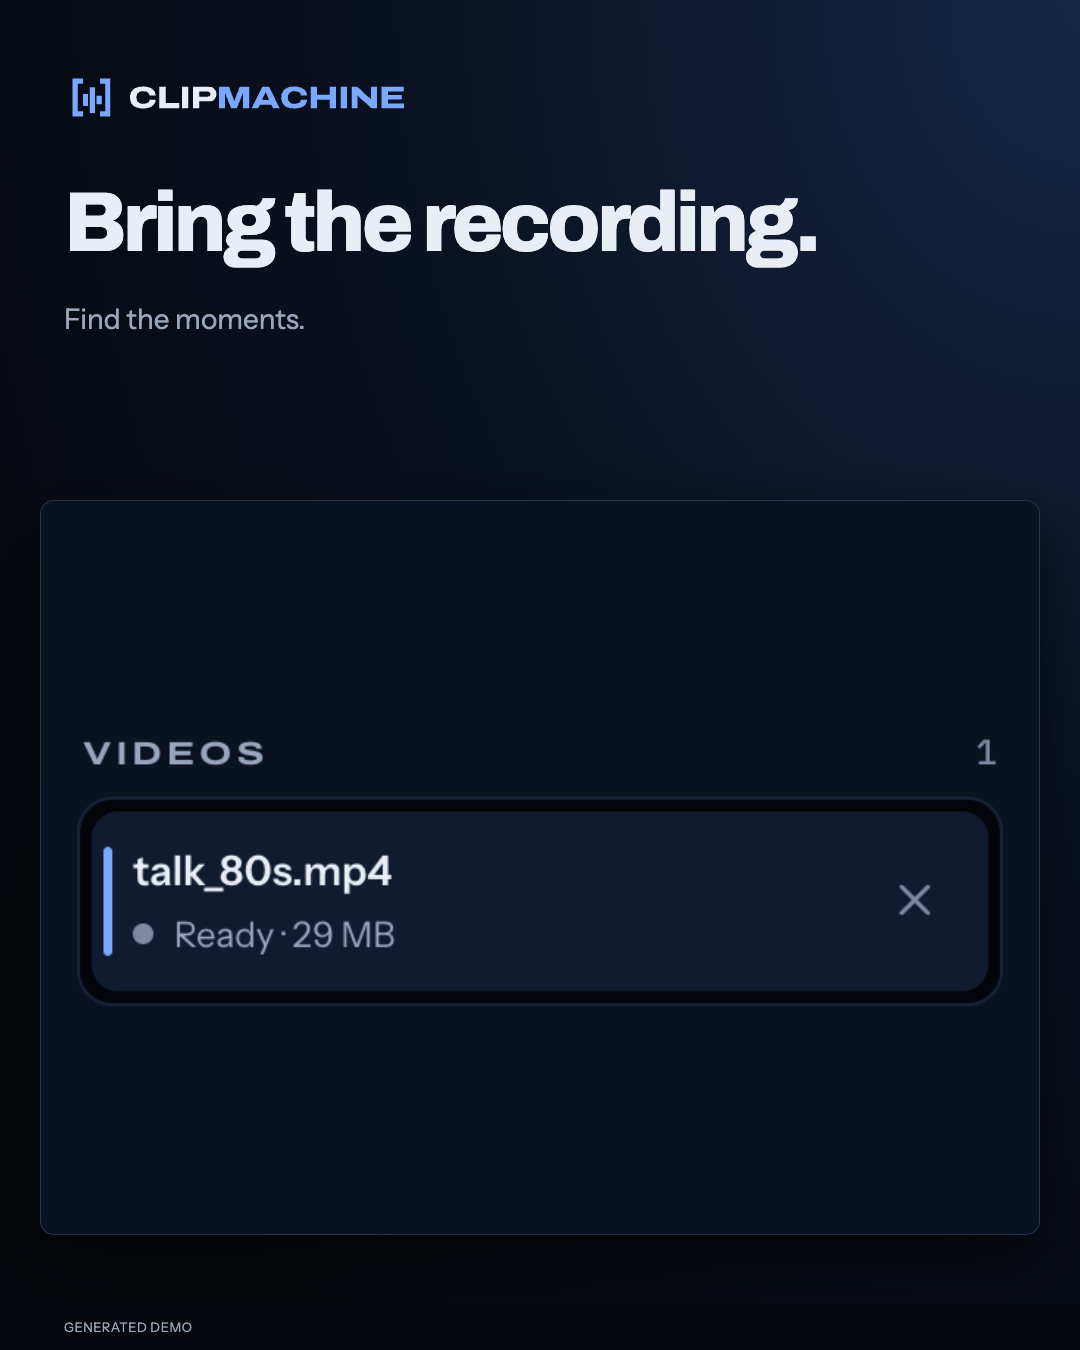 CLIPMACHINE
Bring the recording.
Find the moments.
VIDEOS 1
talk_80s.mp4
Ready · 29 MB
GENERATED DEMO